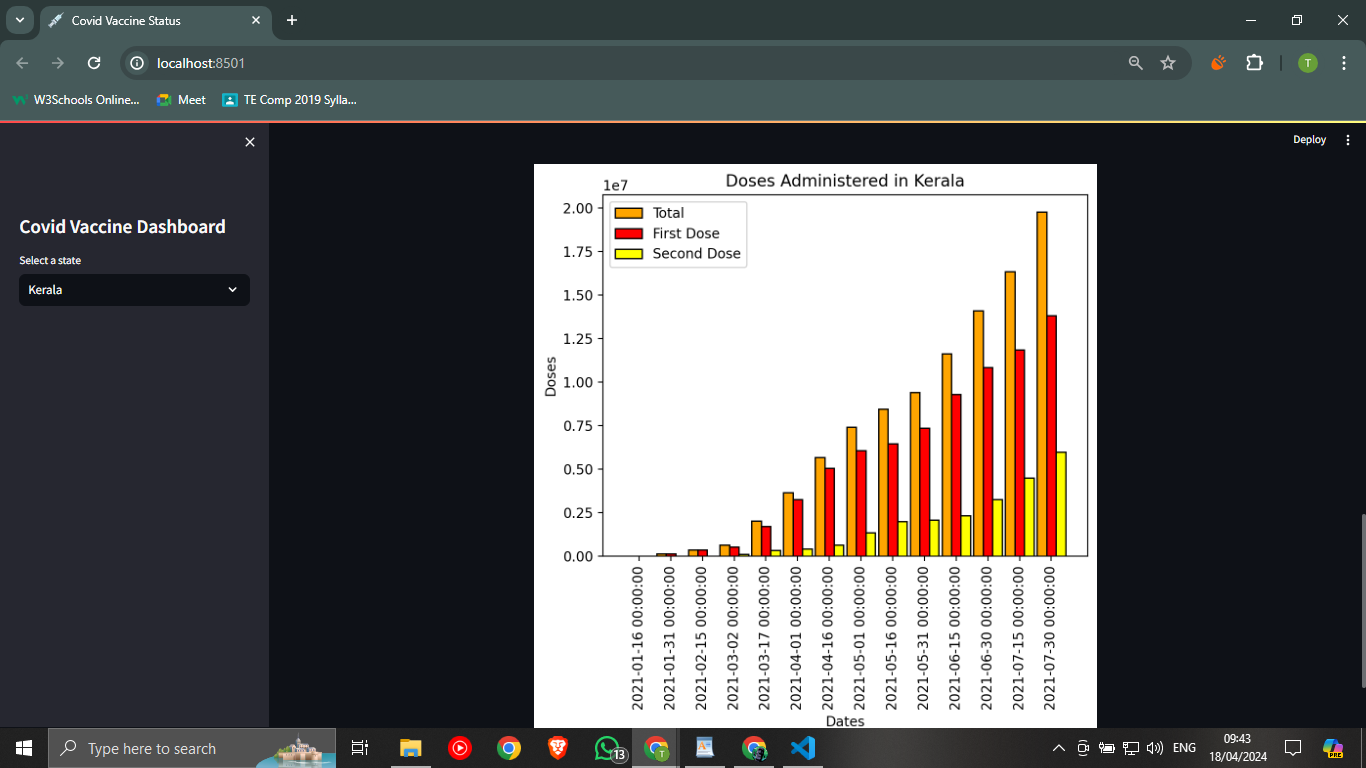 Covid Vaccine Status
localhost:8501
T
W3Schools Online...
Meet
TE Comp 2019 Sylla...
Deploy
Covid Vaccine Dashboard
Select a state
Kerala
Doses Administered in Kerala
1e7
Total
First Dose
Second Dose
2.00
1.75
1.50
1.25
1.00
0.75
0.50
0.25
0.00
Doses
2021-01-16 00:00:00
2021-01-31 00:00:00
2021-02-15 00:00:00
2021-03-02 00:00:00
2021-03-17 00:00:00
2021-04-01 00:00:00
2021-04-16 00:00:00
2021-05-01 00:00:00
2021-05-16 00:00:00
2021-05-31 00:00:00
2021-06-15 00:00:00
2021-06-30 00:00:00
2021-07-15 00:00:00
2021-07-30 00:00:00
Dates
Type here to search
13
T
ENG
09:43
18/04/2024
PRE